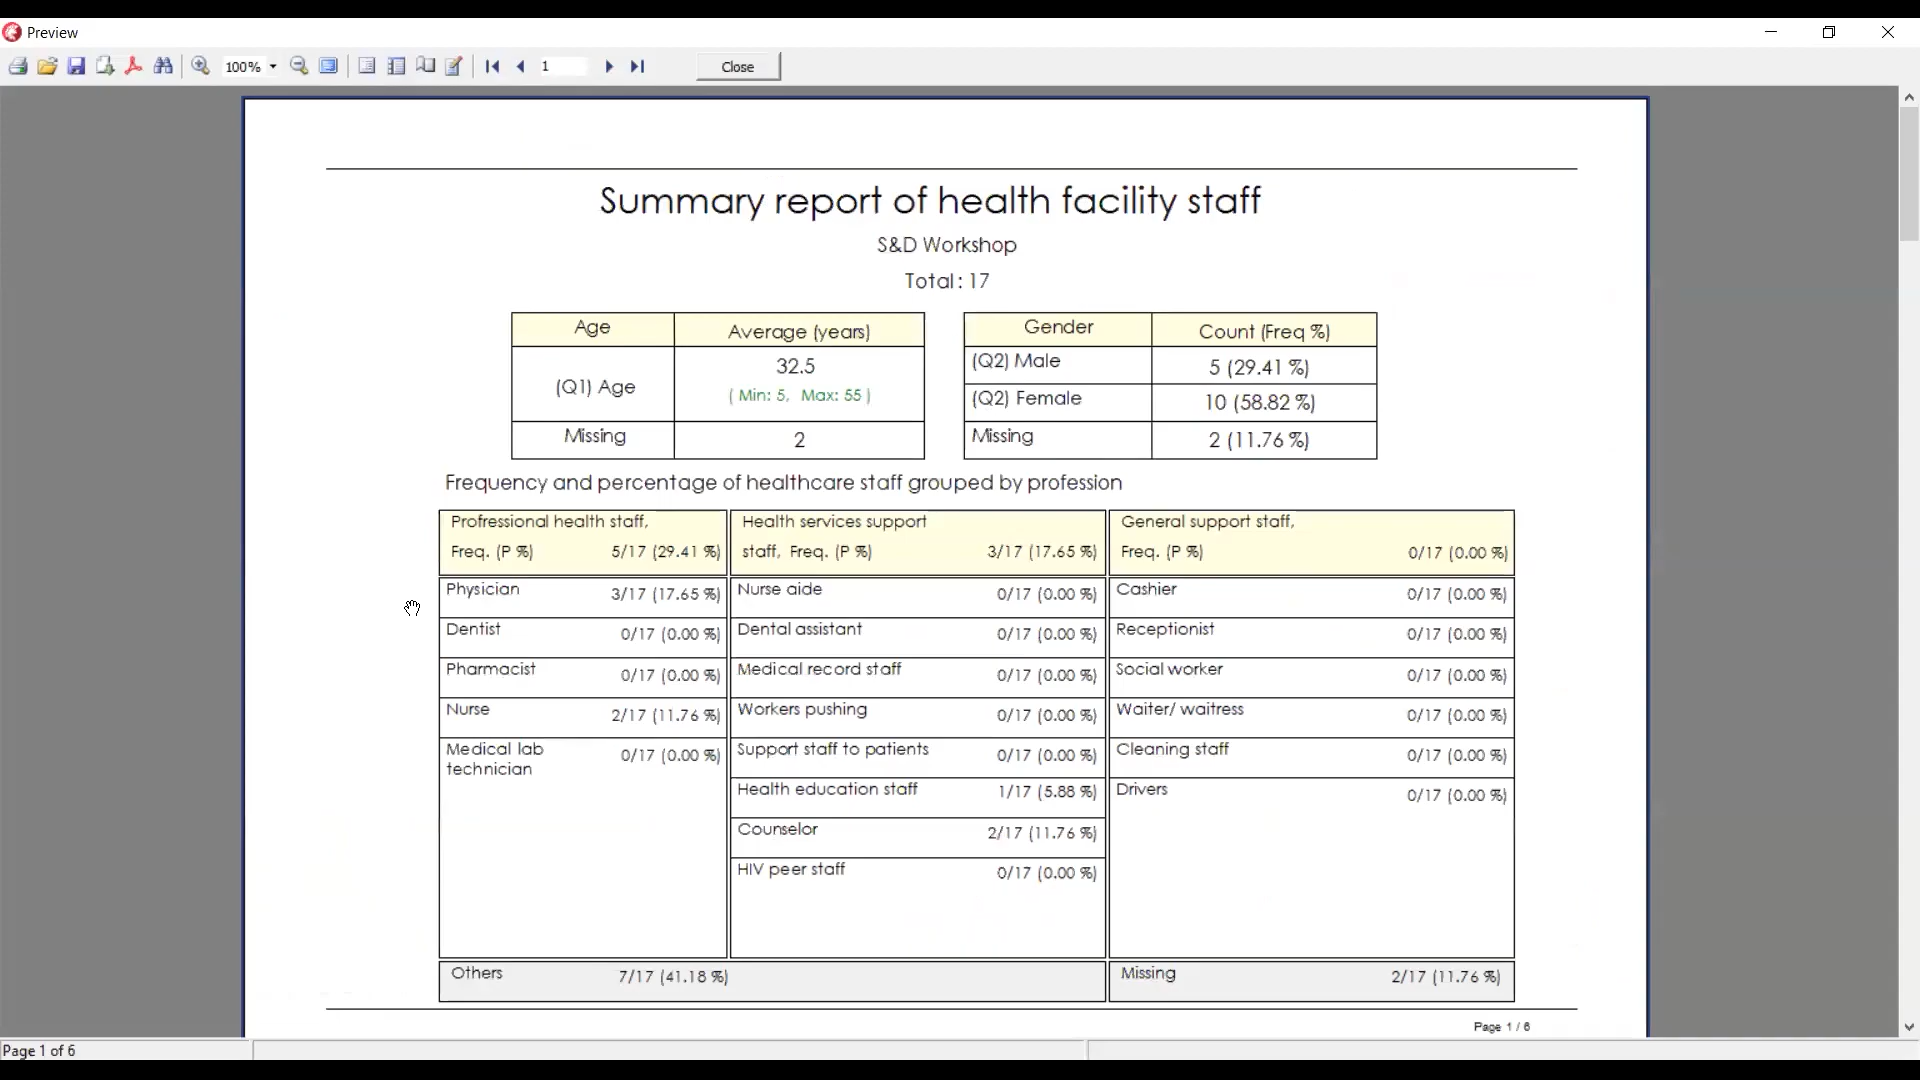 Preview
100%
1
Close
Summary report of health facility staff
S&D Workshop
Total : 17
Age Average (years)
(Q1) Age 32.5
( Min: 5, Max: 55 )
Missing 2
Gender Count (Freq %)
(Q2) Male 5 (29.41 %)
(Q2) Female 10 (58.82 %)
Missing 2 (11.76 %)
Frequency and percentage of healthcare staff grouped by profession
Profressional health staff,
Freq. (P %) 5/17 (29.41 %)
Physician 3/17 (17.65 %)
Dentist 0/17 (0.00 %)
Pharmacist 0/17 (0.00 %)
Nurse 2/17 (11.76 %)
Medical lab 0/17 (0.00 %)
technician
Health services support
staff, Freq. (P %) 3/17 (17.65 %)
Nurse aide 0/17 (0.00 %)
Dental assistant 0/17 (0.00 %)
Medical record staff 0/17 (0.00 %)
Workers pushing 0/17 (0.00 %)
Support staff to patients 0/17 (0.00 %)
Health education staff 1/17 (5.88 %)
Counselor 2/17 (11.76 %)
HIV peer staff 0/17 (0.00 %)
General support staff,
Freq. (P %) 0/17 (0.00 %)
Cashier 0/17 (0.00 %)
Receptionist 0/17 (0.00 %)
Social worker 0/17 (0.00 %)
Waiter/ waitress 0/17 (0.00 %)
Cleaning staff 0/17 (0.00 %)
Drivers 0/17 (0.00 %)
Others 7/17 (41.18 %)
Missing 2/17 (11.76 %)
Page 1 / 6
Page 1 of 6